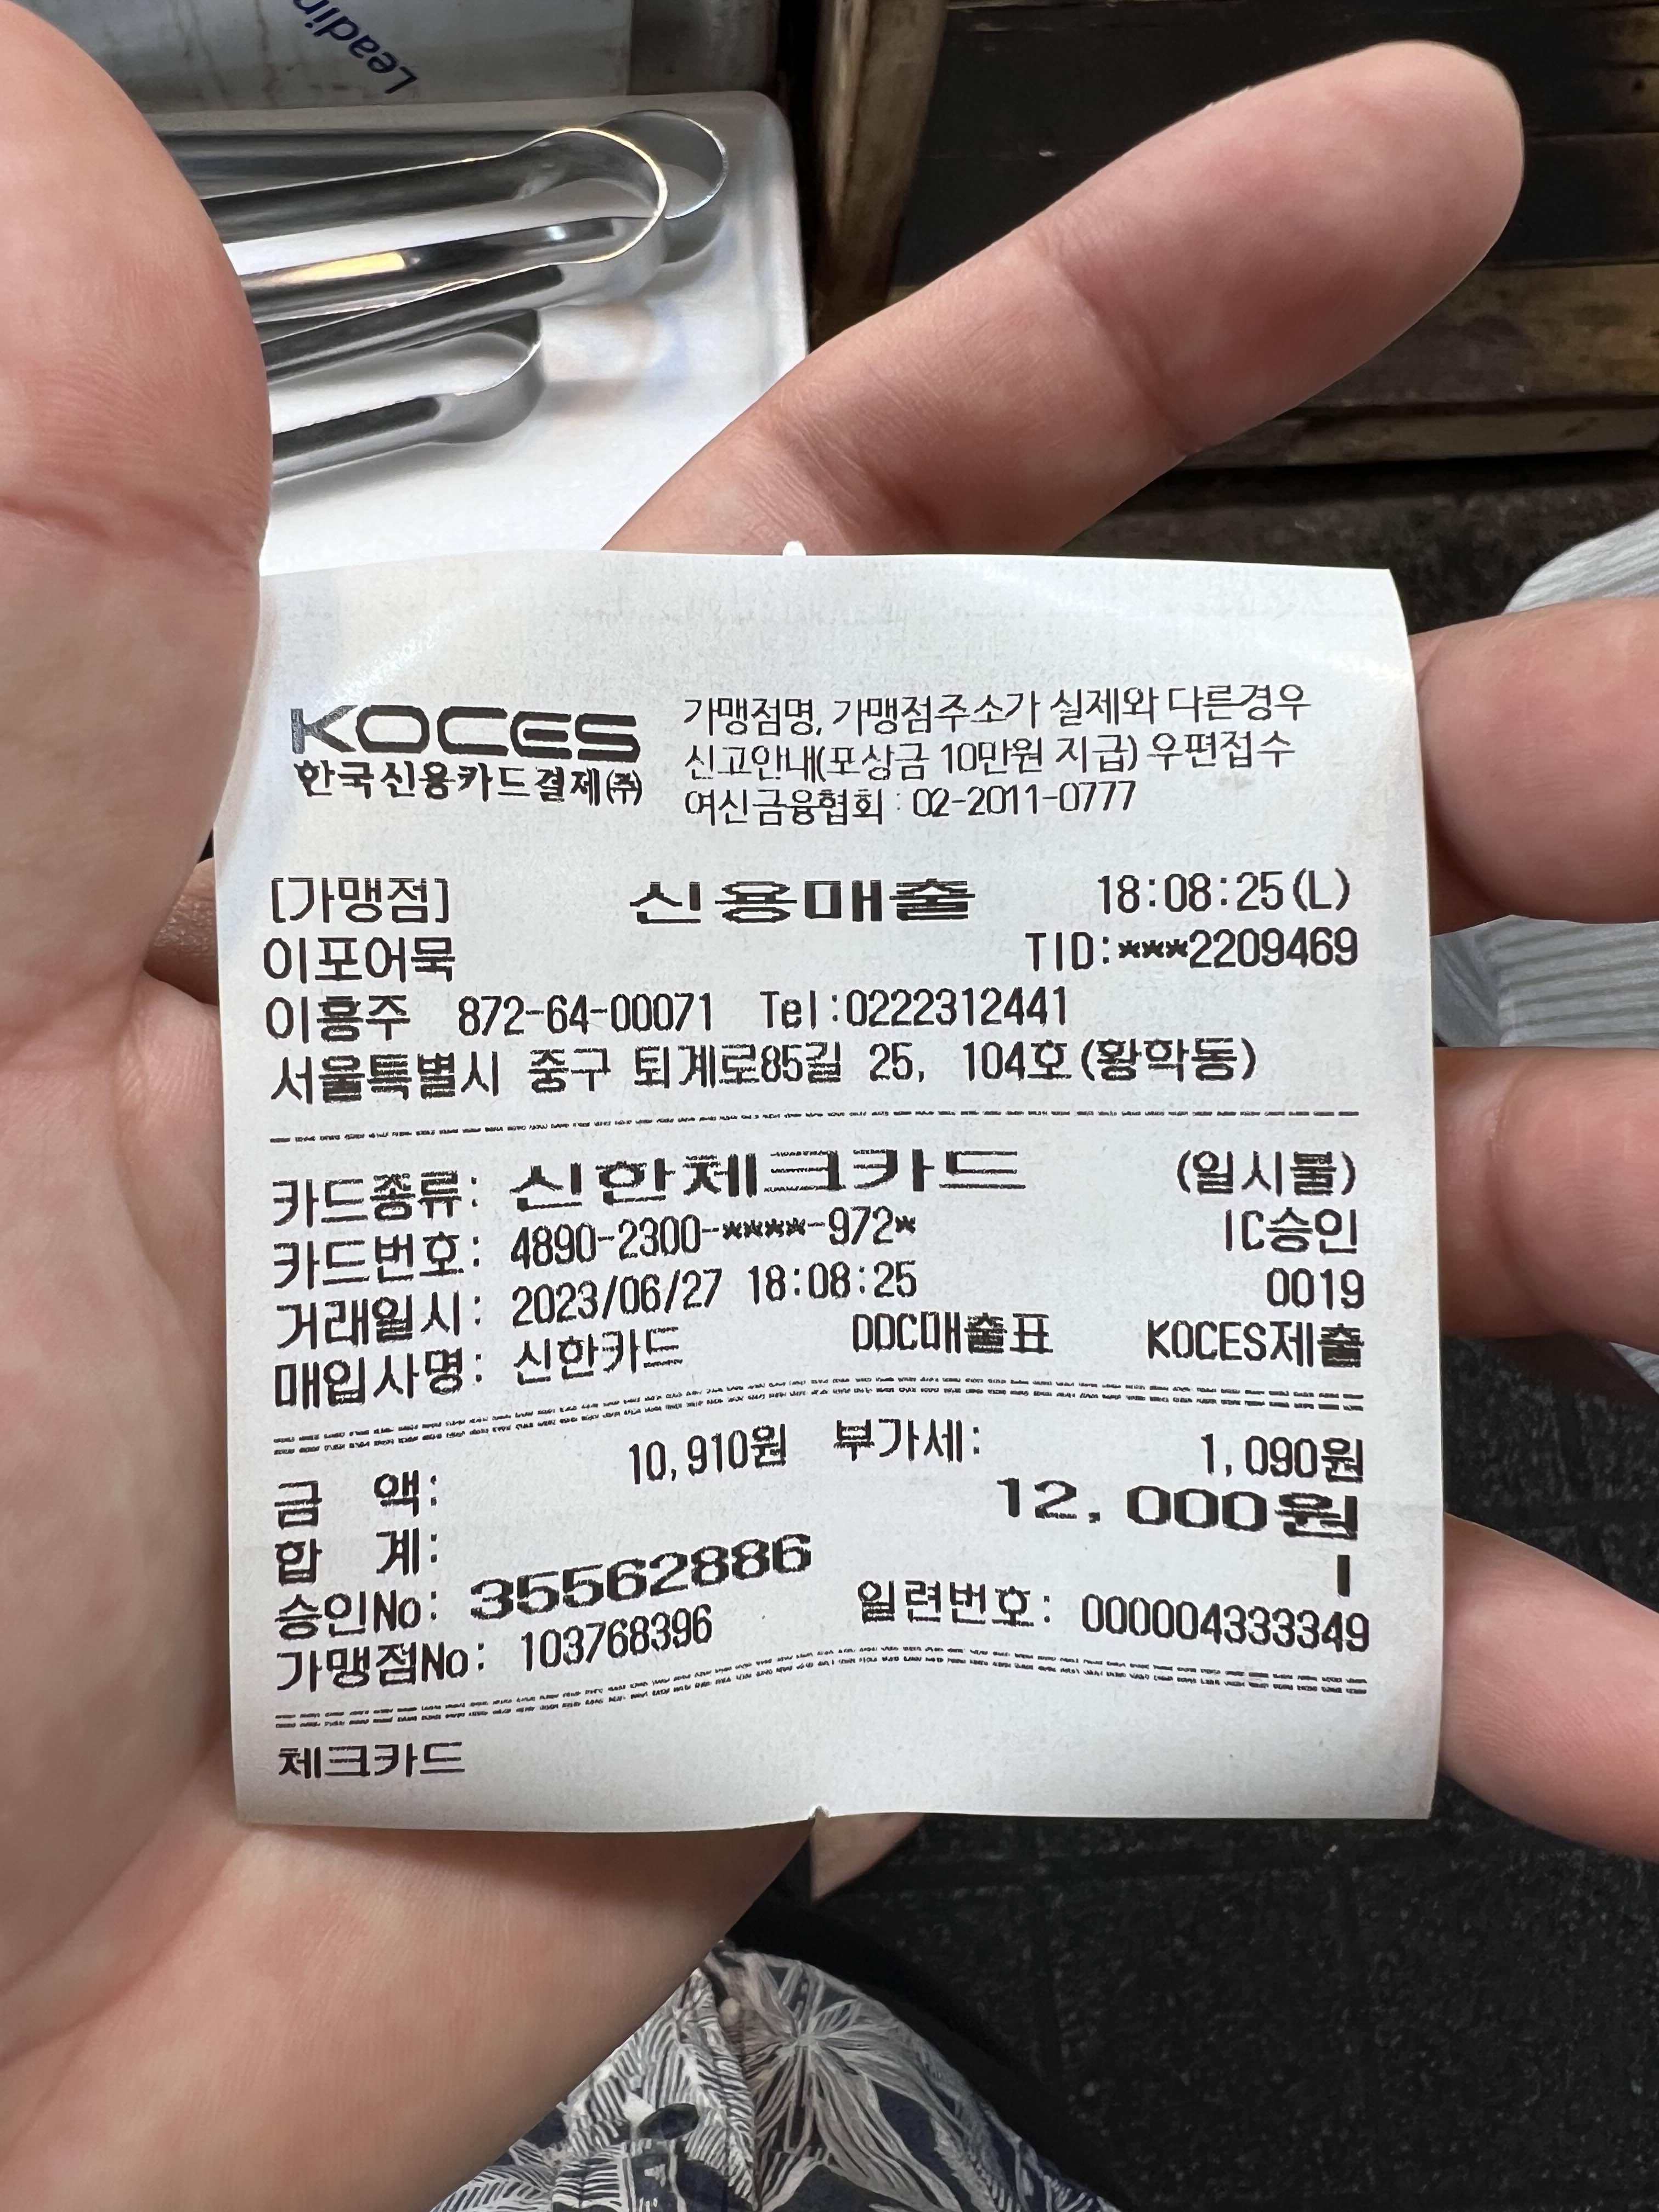 Leadin
KOCES
한국신용카드결제(주)
가맹점명, 가맹점주소가 실제와 다른경우
신고안내(포상금 10만원 지급) 우편접수
여신금융협회 : 02-2011-0777
[가맹점] 신용매출 18:08:25(L)
이포어묵 TID:***2209469
이흥주 872-64-00071 Tel:0222312441
서울특별시 중구 퇴계로85길 25, 104호(황학동)
카드종류: 신한체크카드 (일시불)
카드번호: 4890-2300-****-972* IC승인
거래일시: 2023/06/27 18:08:25 0019
매입사명: 신한카드 DDC매출표 KOCES제출
금 액: 10,910원 부가세: 1,090원
합 계: 12,000원
승인No: 35562886
가맹점No: 103768396 일련번호: 000004333349
체크카드